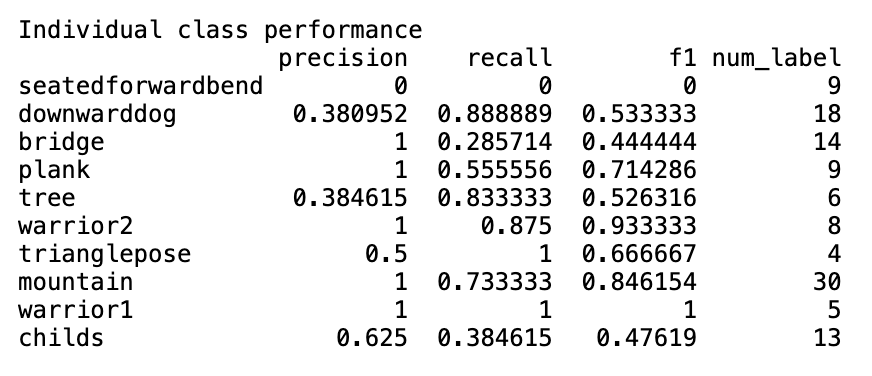 Individual class performance
precision recall f1 num_label
seatedforwardbend 0 0 0 9
downwarddog 0.380952 0.888889 0.533333 18
bridge 1 0.285714 0.444444 14
plank 1 0.555556 0.714286 9
tree 0.384615 0.833333 0.526316 6
warrior2 1 0.875 0.933333 8
trianglepose 0.5 1 0.666667 4
mountain 1 0.733333 0.846154 30
warrior1 1 1 1 5
childs 0.625 0.384615 0.47619 13